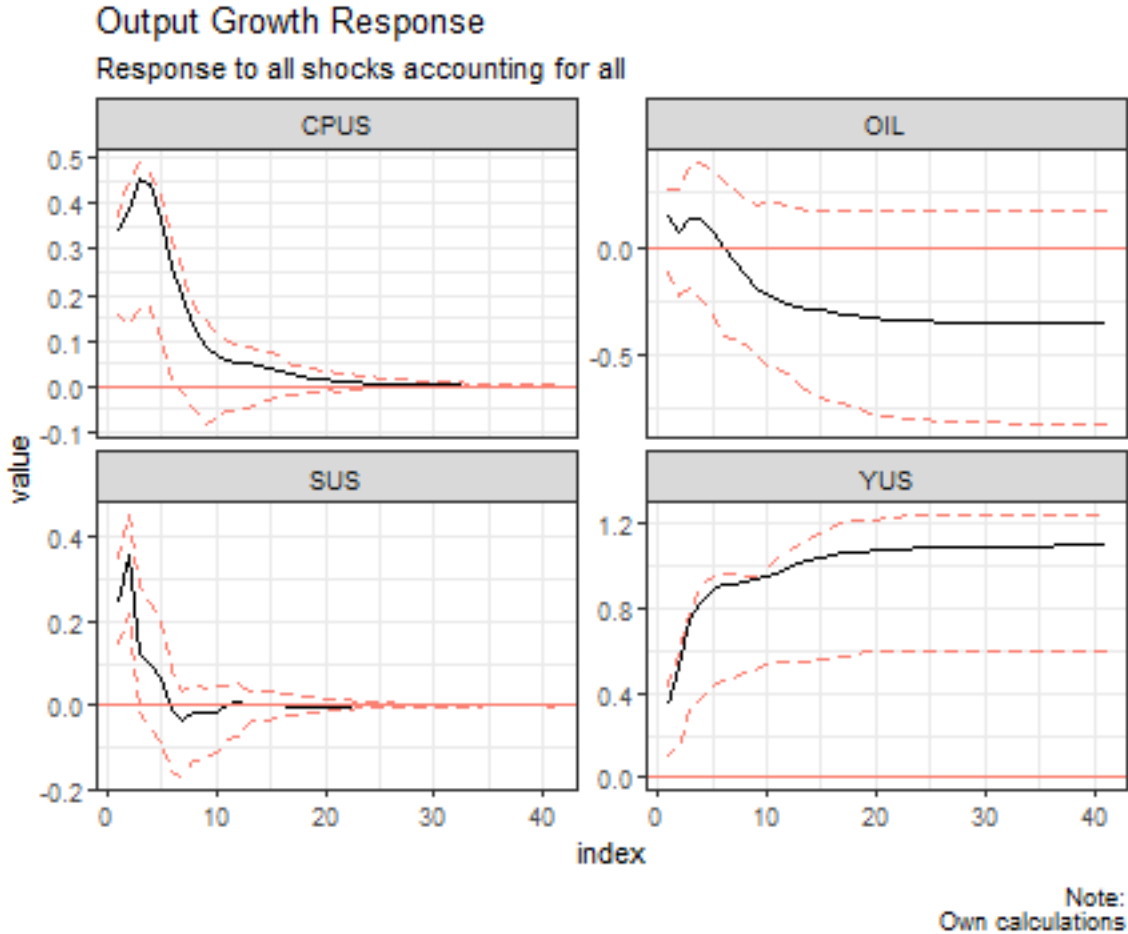 Output Growth Response
Response to all shocks accounting for all
CPUS
OIL
0.5
0.4
0.3
0.2
0.1
0.0
-0.1
0.0
-0.5
value
SUS
YUS
0.4
0.2
0.0
-0.2
1.2
0.8
0.4
0.0
0
10
20
30
40
0
10
20
30
40
index
Note:
Own calculations